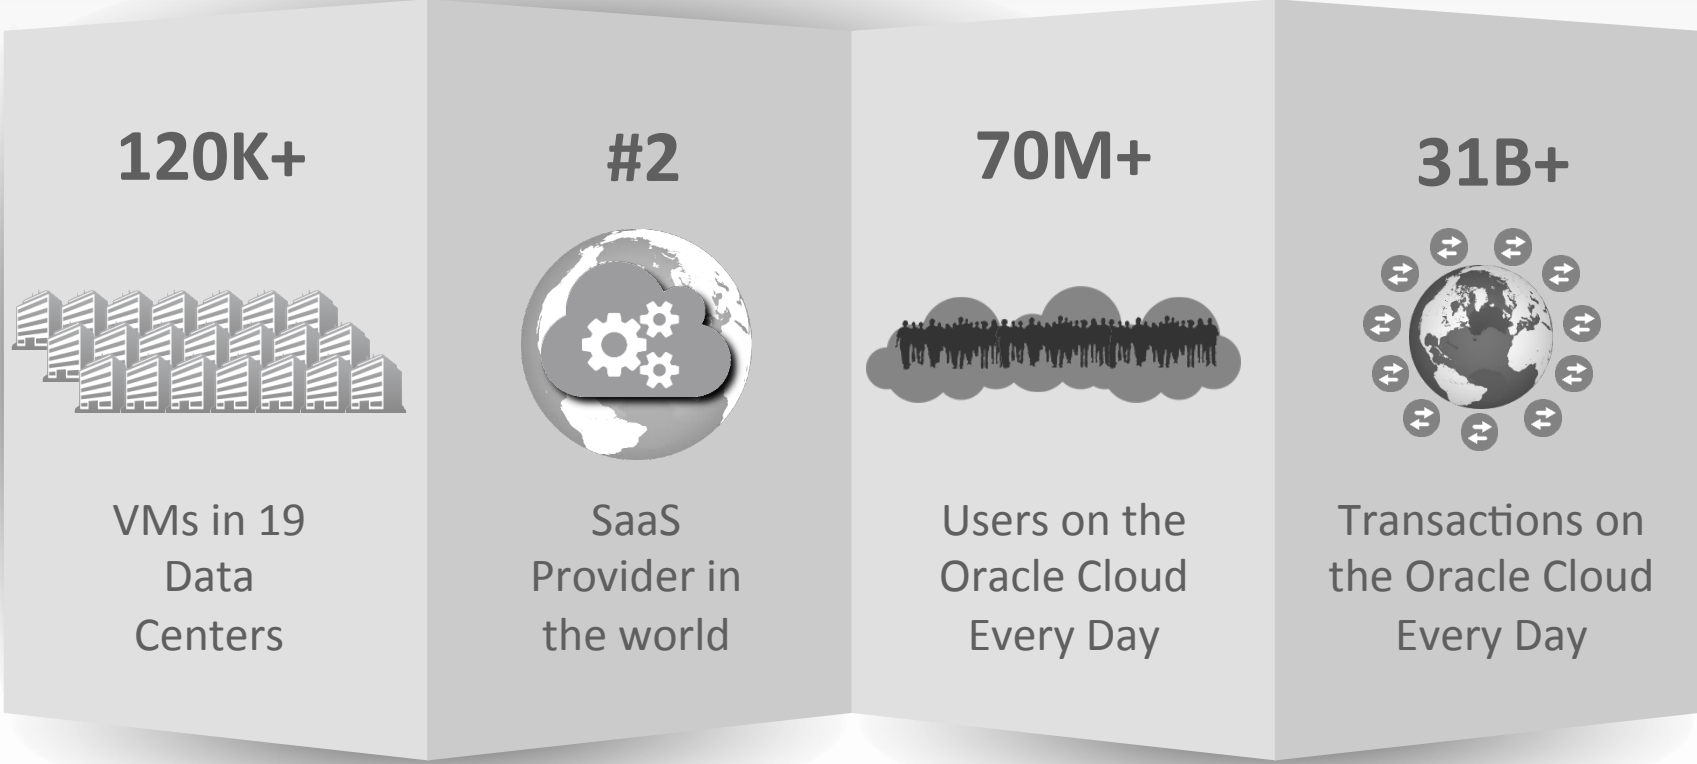 120K+
VMs in 19
Data
Centers
#2
SaaS
Provider in
the world
70M+
Users on the
Oracle Cloud
Every Day
31B+
Transactions on
the Oracle Cloud
Every Day